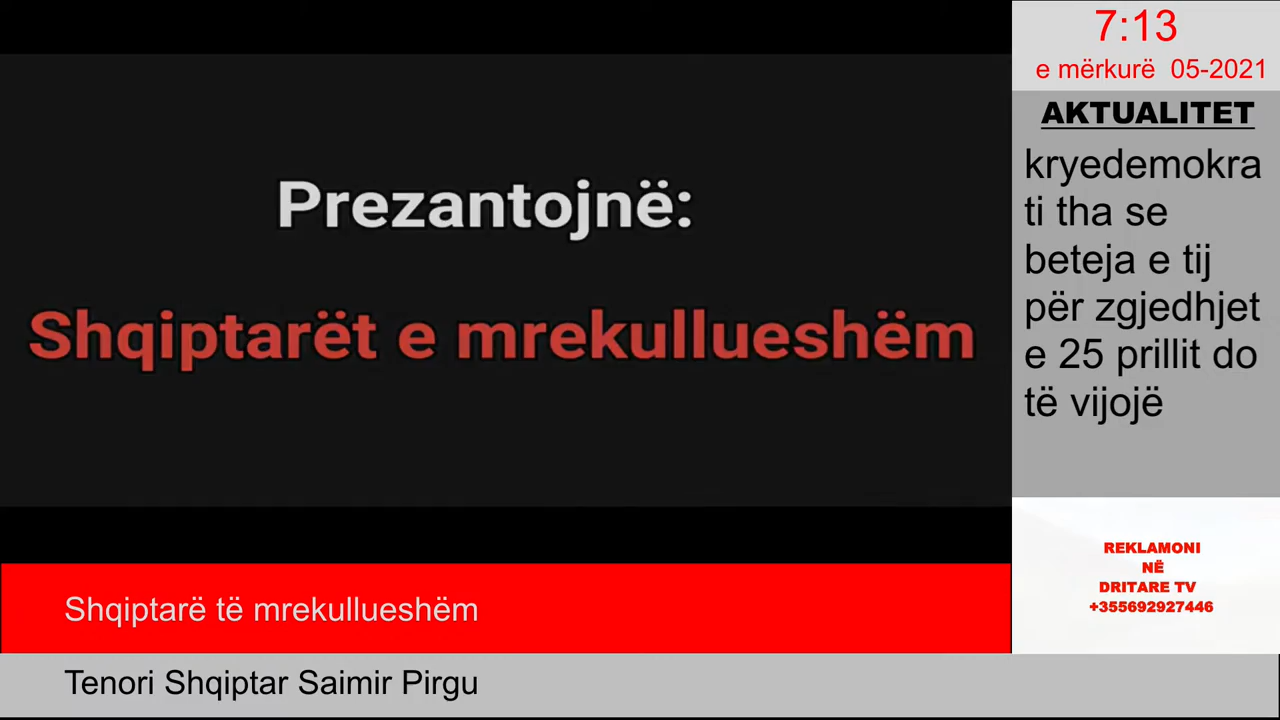 Prezantojnë:
Shqiptarët e mrekullueshëm
Shqiptarë të mrekullueshëm
Tenori Shqiptar Saimir Pirgu
7:13
e mërkurë 05-2021
AKTUALITET
kryedemokra
ti tha se
beteja e tij
për zgjedhjet
e 25 prillit do
të vijojë
REKLAMONI
NË
DRITARE TV
+355692927446